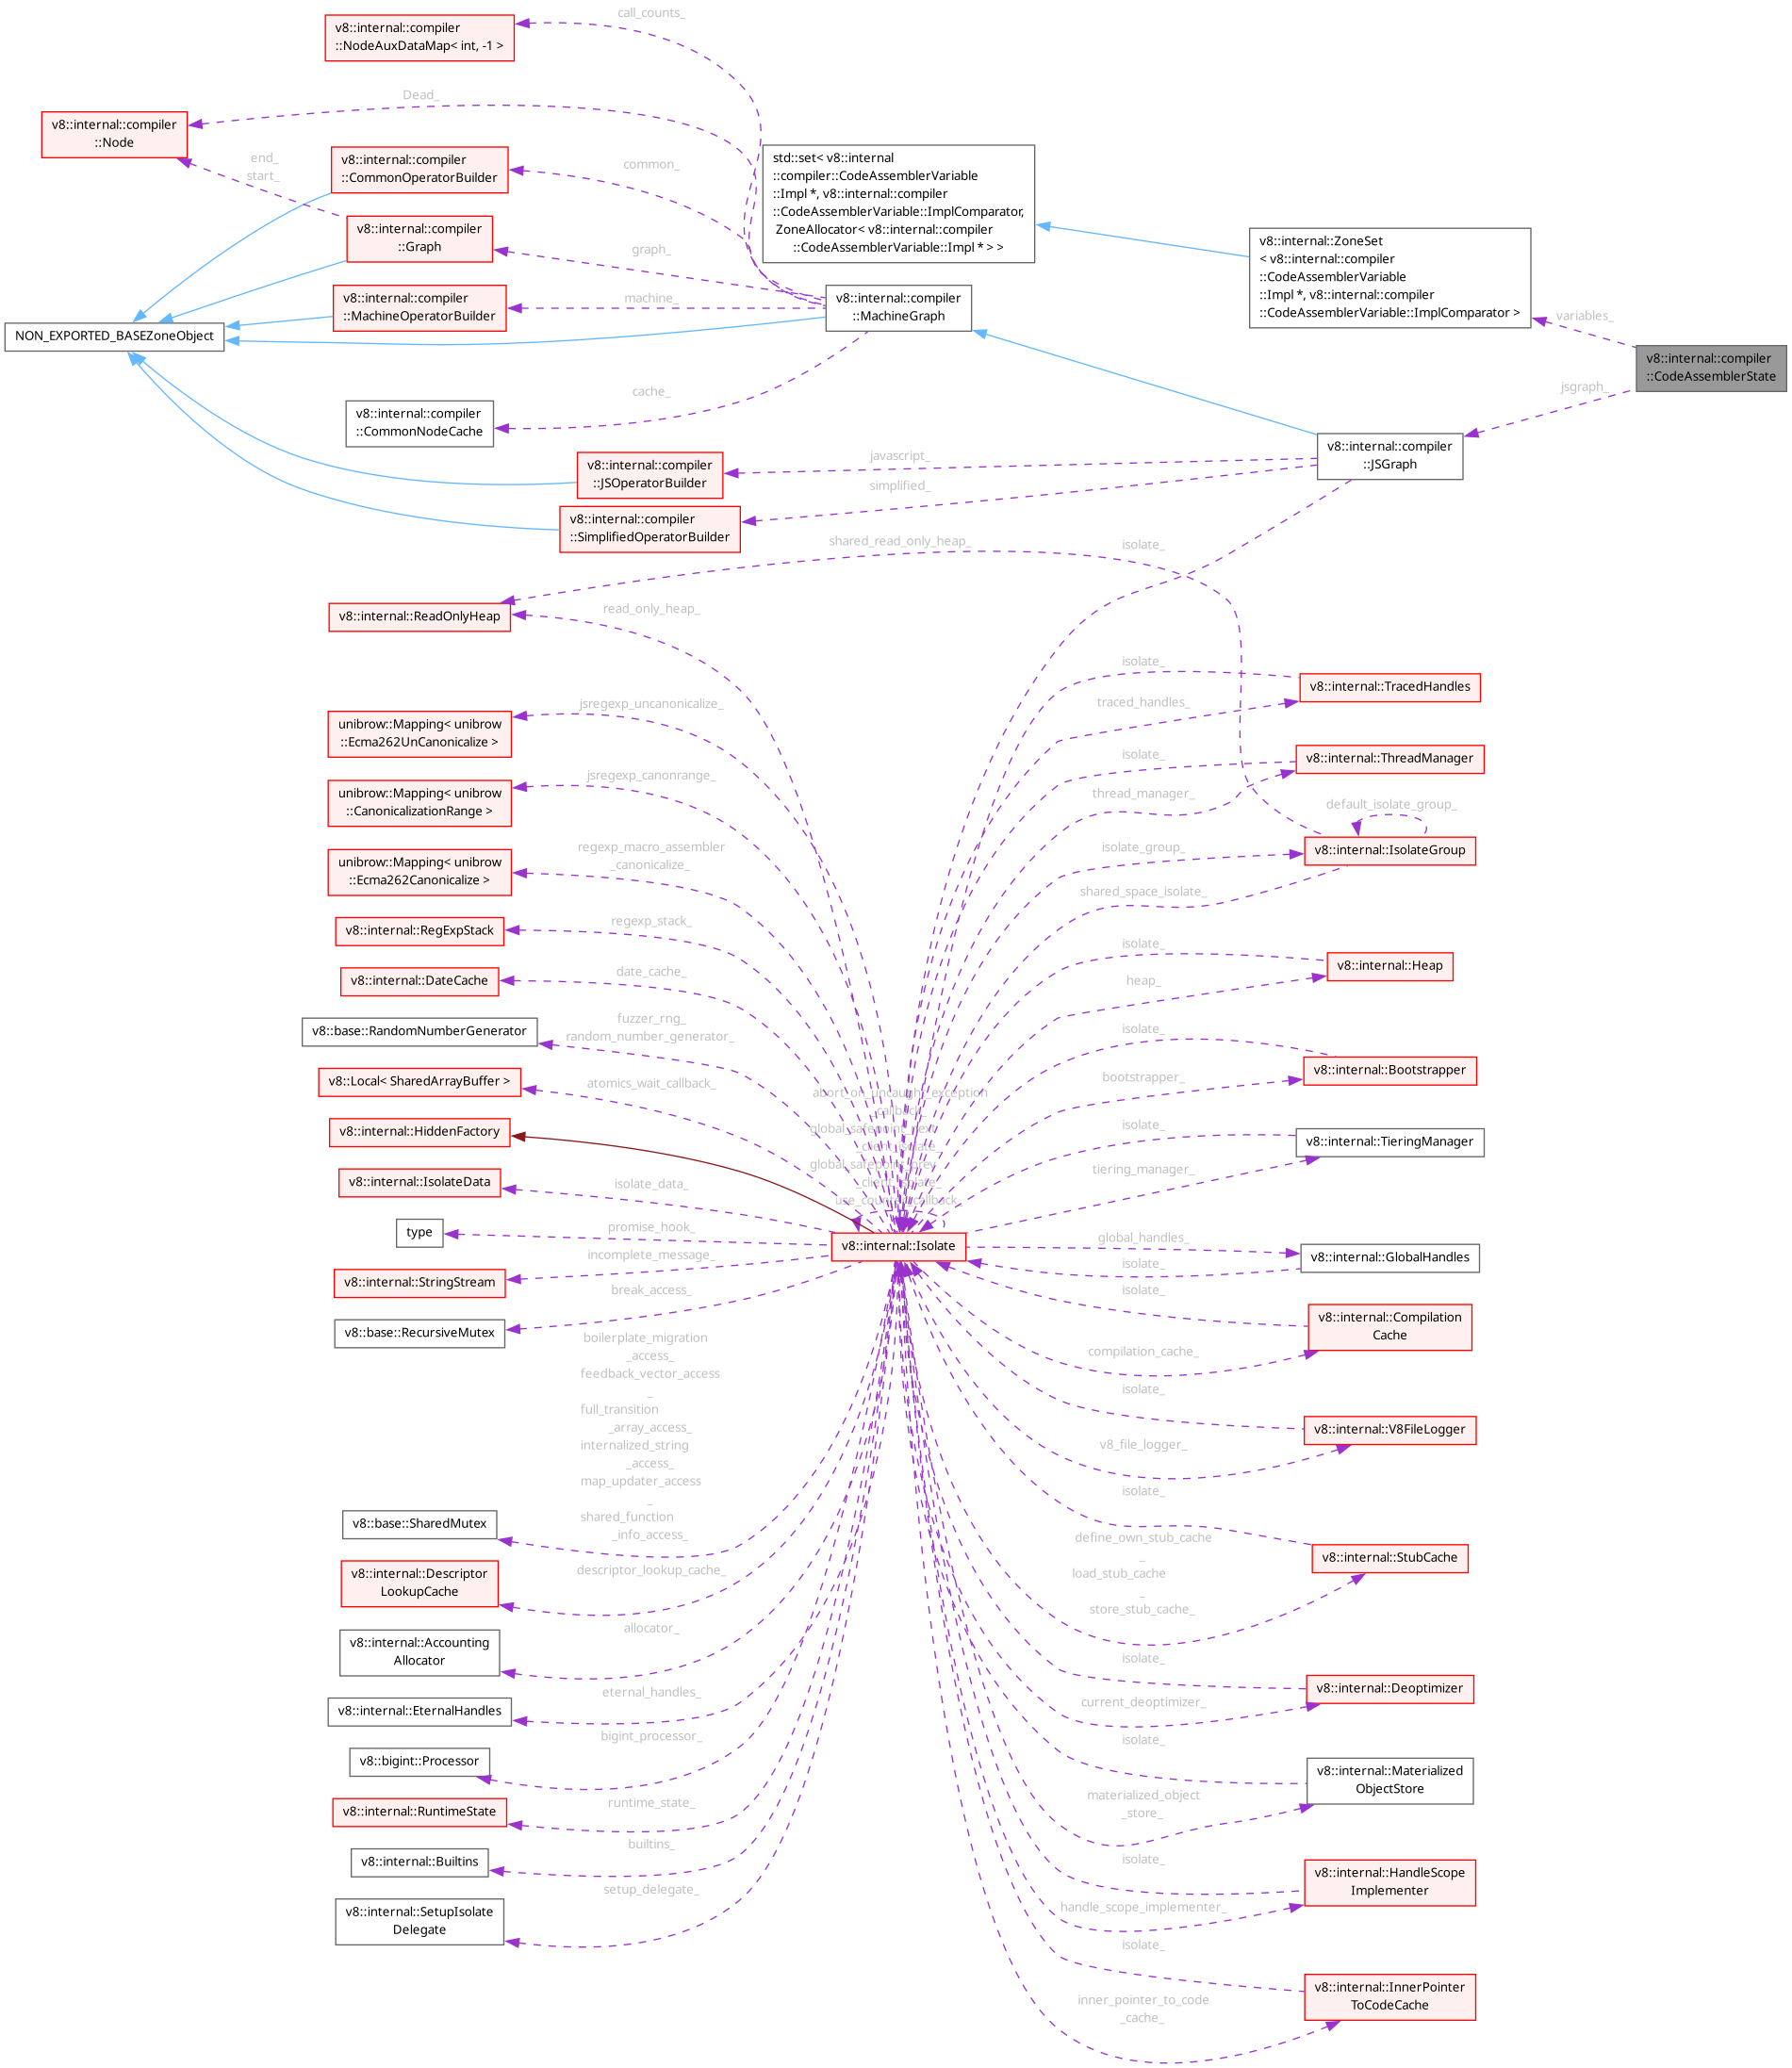 call_counts_
v8::internal::compiler
::NodeAuxDataMap< int, -1 >
Dead_
v8::internal::compiler
::Node
end_
start_
v8::internal::compiler
::CommonOperatorBuilder
common_
std::set< v8::internal
::compiler::CodeAssemblerVariable
::Impl *, v8::internal::compiler
::CodeAssemblerVariable::ImplComparator,
ZoneAllocator< v8::internal::compiler
::CodeAssemblerVariable::Impl * > >
v8::internal::compiler
::Graph
graph_
v8::internal::ZoneSet
< v8::internal::compiler
::CodeAssemblerVariable
::Impl *, v8::internal::compiler
::CodeAssemblerVariable::ImplComparator >
v8::internal::compiler
::MachineOperatorBuilder
machine_
v8::internal::compiler
::MachineGraph
variables_
NON_EXPORTED_BASEZoneObject
v8::internal::compiler
::CodeAssemblerState
cache_
jsgraph_
v8::internal::compiler
::CommonNodeCache
v8::internal::compiler
::JSGraph
javascript_
v8::internal::compiler
::JSOperatorBuilder
simplified_
v8::internal::compiler
::SimplifiedOperatorBuilder
shared_read_only_heap_
isolate_
v8::internal::ReadOnlyHeap
read_only_heap_
isolate_
v8::internal::TracedHandles
traced_handles_
unibrow::Mapping< unibrow
::Ecma262UnCanonicalize >
jsregexp_uncanonicalize_
isolate_
v8::internal::ThreadManager
thread_manager_
unibrow::Mapping< unibrow
::CanonicalizationRange >
jsregexp_canonrange_
default_isolate_group_
isolate_group_
v8::internal::IsolateGroup
shared_space_isolate_
unibrow::Mapping< unibrow
::Ecma262Canonicalize >
regexp_macro_assembler
_canonicalize_
v8::internal::RegExpStack
regexp_stack_
isolate_
v8::internal::Heap
heap_
v8::internal::DateCache
date_cache_
v8::base::RandomNumberGenerator
fuzzer_rng_
random_number_generator_
isolate_
v8::internal::Bootstrapper
bootstrapper_
v8::Local< SharedArrayBuffer >
atomics_wait_callback_
abort_on_uncaught_exception
_callback_
global_safepoint_next
_client_isolate_
global_safepoint_prev
_client_isolate_
use_counter_callback_
v8::internal::HiddenFactory
isolate_
v8::internal::TieringManager
tiering_manager_
v8::internal::IsolateData
isolate_data_
type
promise_hook_
v8::internal::Isolate
global_handles_
v8::internal::GlobalHandles
isolate_
v8::internal::StringStream
incomplete_message_
isolate_
v8::internal::Compilation
Cache
compilation_cache_
v8::base::RecursiveMutex
break_access_
boilerplate_migration
_access_
feedback_vector_access
_
full_transition
_array_access_
internalized_string
_access_
map_updater_access
_
shared_function
_info_access_
isolate_
v8::internal::V8FileLogger
v8_file_logger_
isolate_
v8::base::SharedMutex
define_own_stub_cache
_
load_stub_cache
_
store_stub_cache_
v8::internal::StubCache
v8::internal::Descriptor
LookupCache
descriptor_lookup_cache_
v8::internal::Accounting
Allocator
allocator_
isolate_
v8::internal::Deoptimizer
current_deoptimizer_
v8::internal::EternalHandles
eternal_handles_
v8::bigint::Processor
bigint_processor_
isolate_
v8::internal::Materialized
ObjectStore
materialized_object
_store_
v8::internal::RuntimeState
runtime_state_
v8::internal::Builtins
builtins_
isolate_
v8::internal::HandleScope
Implementer
handle_scope_implementer_
v8::internal::SetupIsolate
Delegate
setup_delegate_
isolate_
v8::internal::InnerPointer
ToCodeCache
inner_pointer_to_code
_cache_